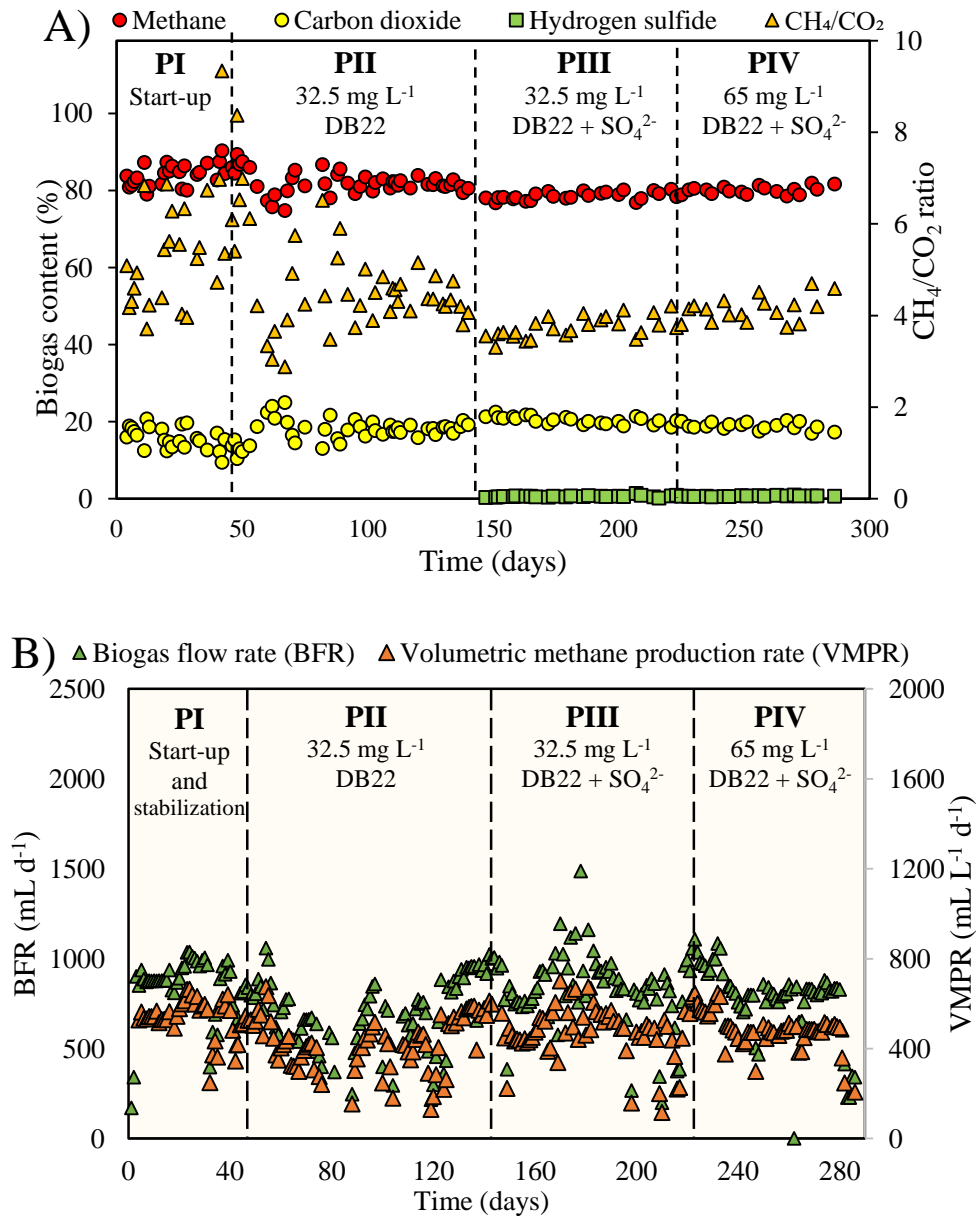 A)
Methane Carbon dioxide Hydrogen sulfide CH₄/CO₂
PI PII PIII PIV
Start-up 32.5 mg L⁻¹ 32.5 mg L⁻¹ 65 mg L⁻¹
DB22 DB22 + SO₄²⁻ DB22 + SO₄²⁻
Biogas content (%)
100
80
60
40
20
0
CH₄/CO₂ ratio
10
8
6
4
2
0
0 50 100 150 200 250 300
Time (days)
B)
Biogas flow rate (BFR) Volumetric methane production rate (VMPR)
PI PII PIII PIV
Start-up 32.5 mg L⁻¹ 32.5 mg L⁻¹ 65 mg L⁻¹
and DB22 DB22 + SO₄²⁻ DB22 + SO₄²⁻
stabilization
BFR (mL d⁻¹)
2500
2000
1500
1000
500
0
VMPR (mL L⁻¹ d⁻¹)
2000
1600
1200
800
400
0
0 40 80 120 160 200 240 280
Time (days)